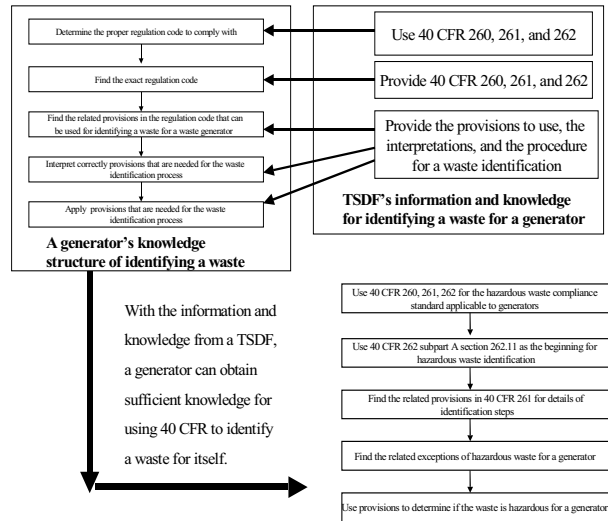 Determine the proper regulation code to comply with
Find the exact regulation code
Find the related provisions in the regulation code that can
be used for identifying a waste for a waste generator
Interpret correctly provisions that are needed for the waste
identification process
Apply provisions that are needed for the waste
identification process
A generator's knowledge
structure of identifying a waste
Use 40 CFR 260, 261, and 262
Provide 40 CFR 260, 261, and 262
Provide the provisions to use, the
interpretations, and the procedure
for a waste identification
TSDF's information and knowledge
for identifying a waste for a generator
With the information and
knowledge from a TSDF,
a generator can obtain
sufficient knowledge for
using 40 CFR to identify
a waste for itself.
Use 40 CFR 260, 261, 262 for the hazardous waste compliance
standard applicable to generators
Use 40 CFR 262 subpart A section 262.11 as the beginning for
hazardous waste identification
Find the related provisions in 40 CFR 261 for details of
identification steps
Find the related exceptions of hazardous waste for a generator
Use provisions to determine if the waste is hazardous for a generator